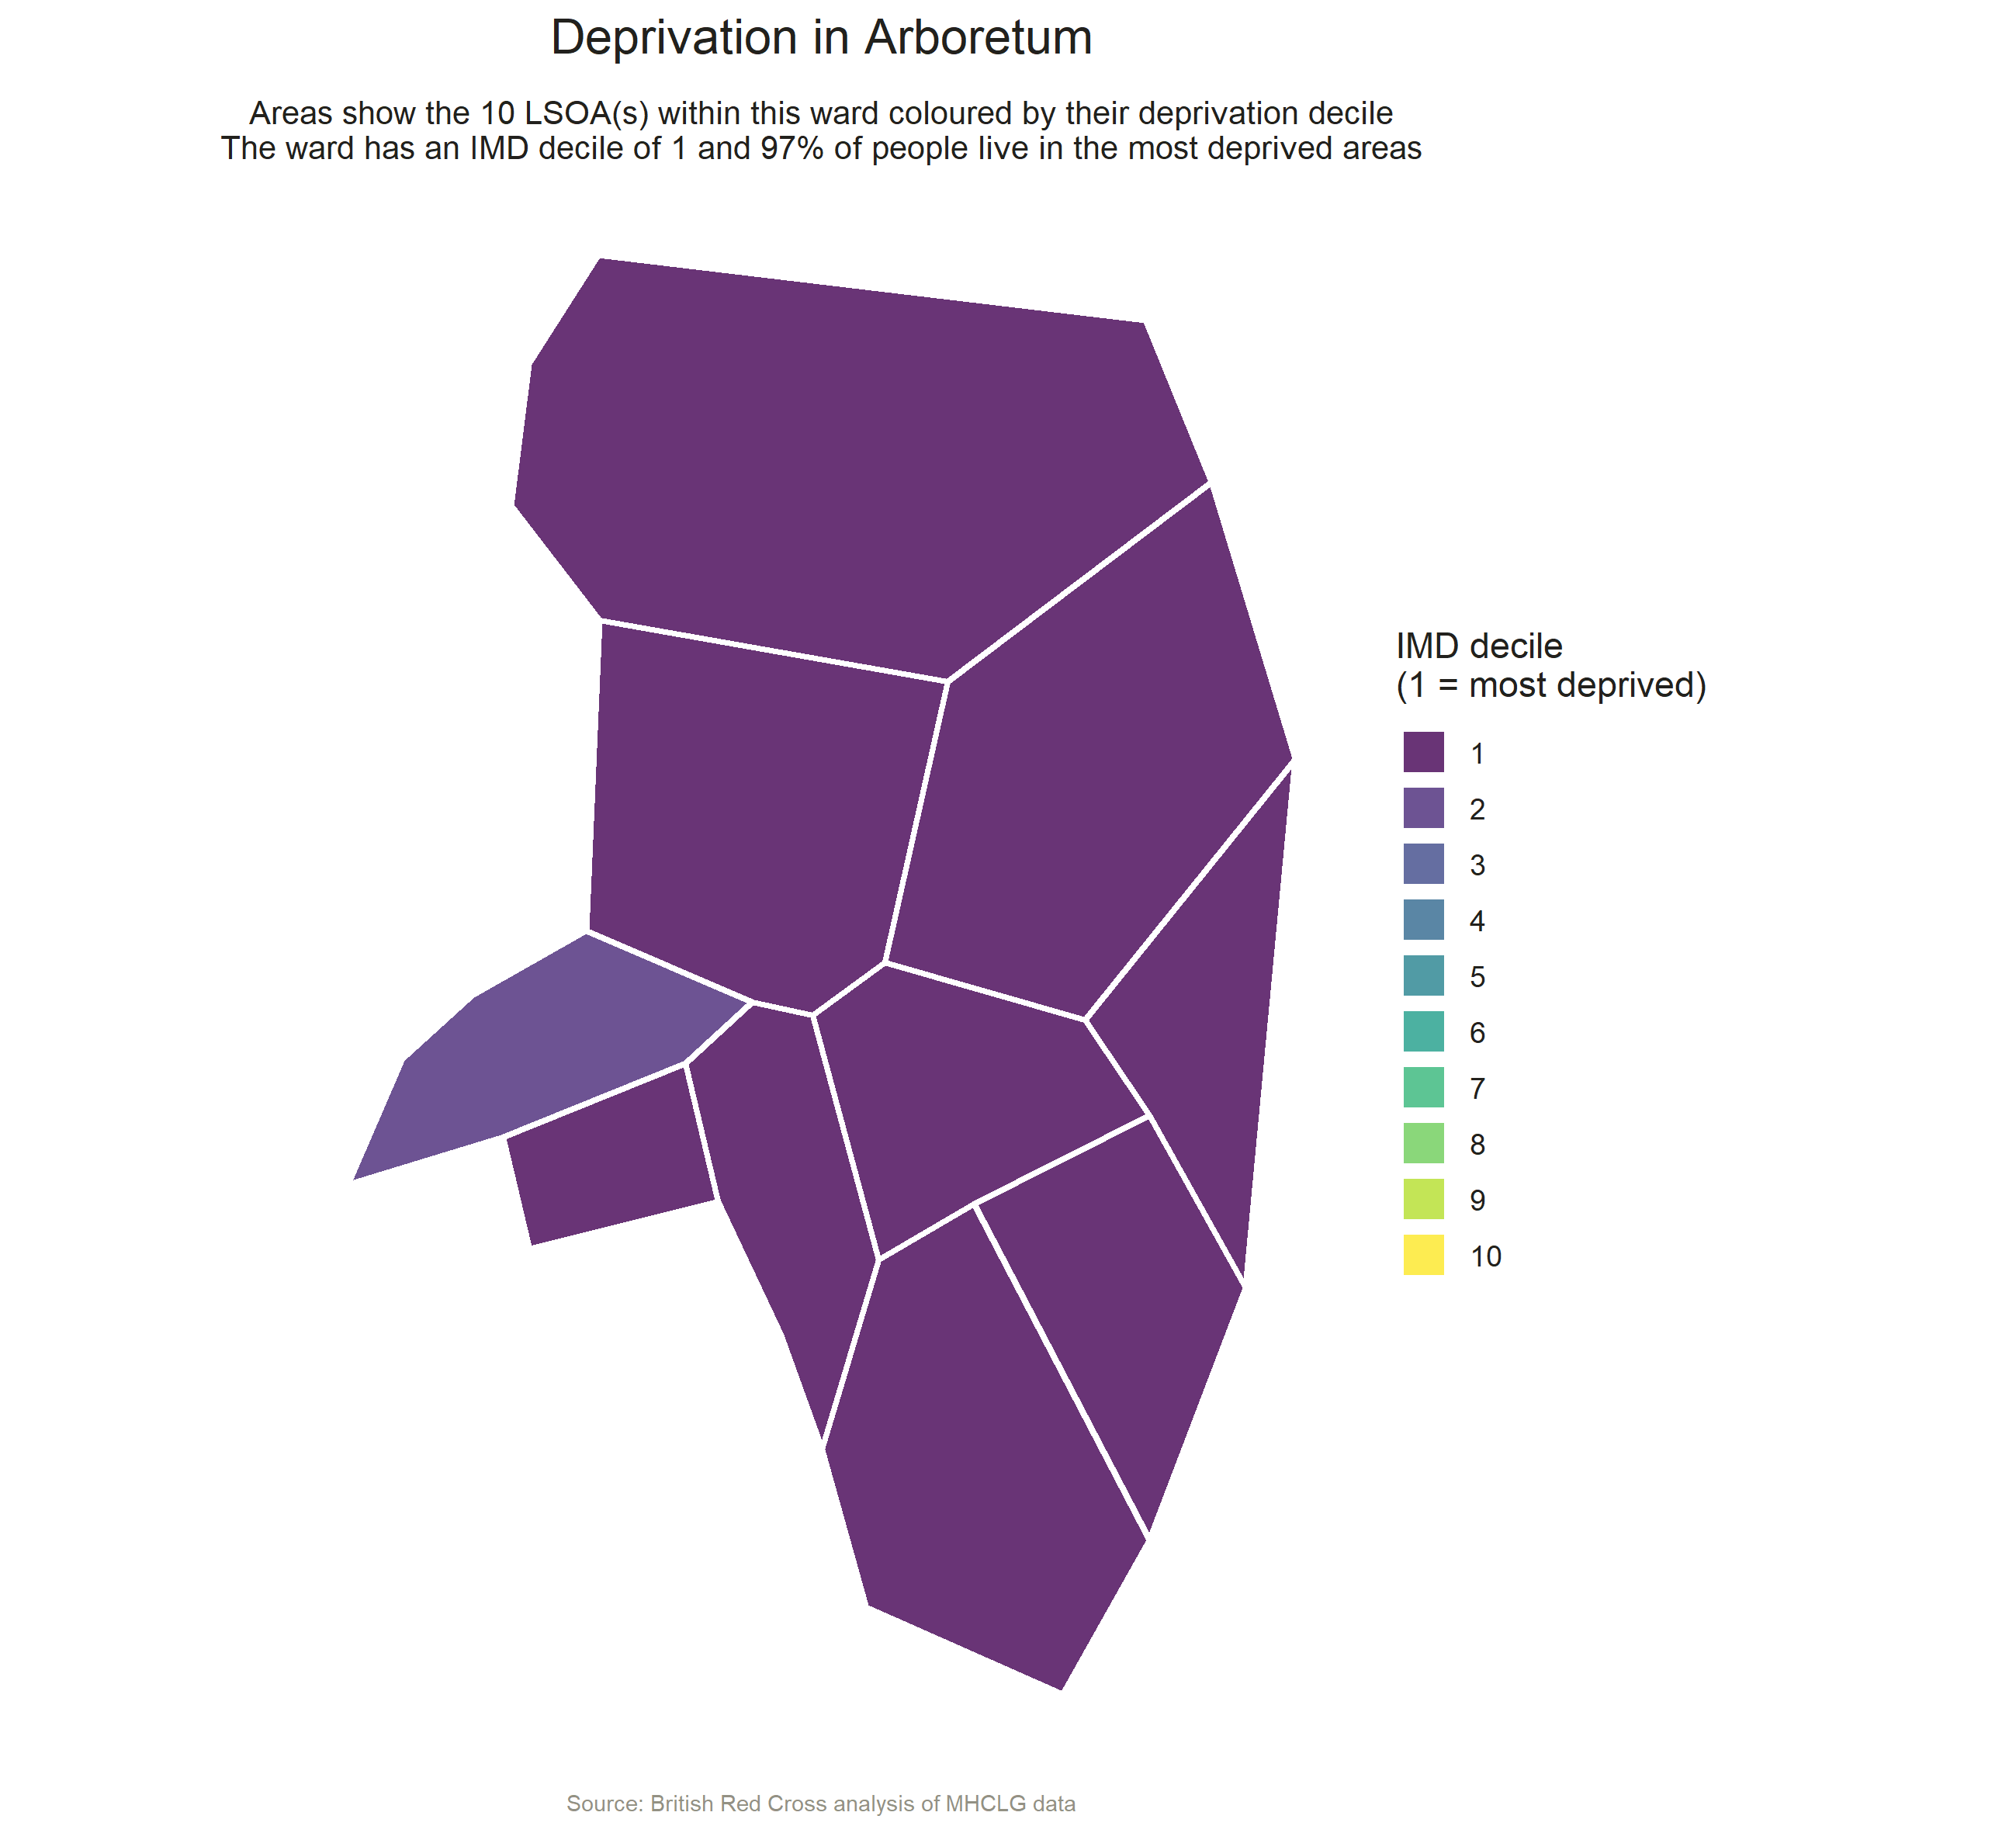 Deprivation in Arboretum
Areas show the 10 LSOA(s) within this ward coloured by their deprivation decile
The ward has an IMD decile of 1 and 97% of people live in the most deprived areas
IMD decile
(1 = most deprived)
1
2
3
4
5
6
7
8
9
10
Source: British Red Cross analysis of MHCLG data